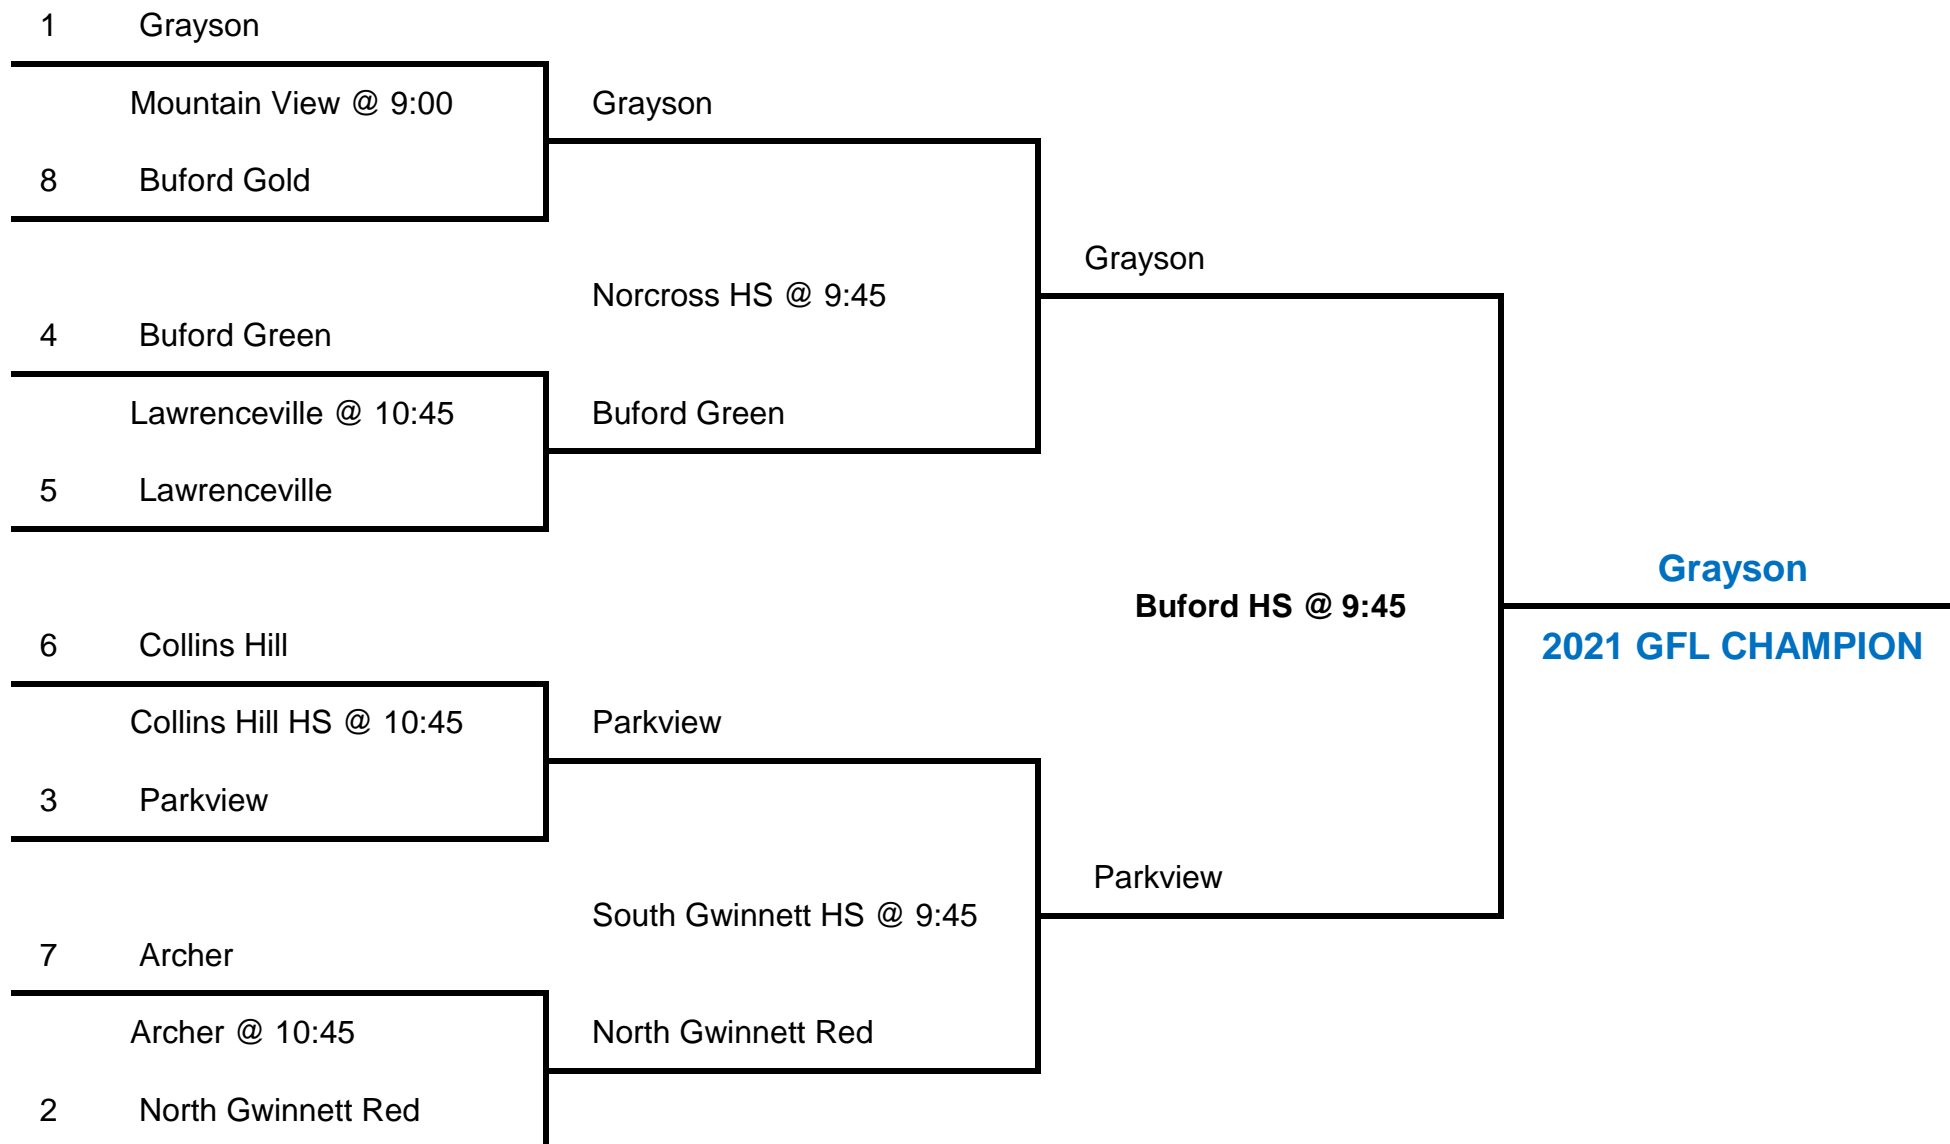 1 Grayson
Mountain View @ 9:00
Grayson
8 Buford Gold
Grayson
Norcross HS @ 9:45
4 Buford Green
Lawrenceville @ 10:45
Buford Green
5 Lawrenceville
Grayson
Buford HS @ 9:45
6 Collins Hill
2021 GFL CHAMPION
Collins Hill HS @ 10:45
Parkview
3 Parkview
Parkview
South Gwinnett HS @ 9:45
7 Archer
Archer @ 10:45
North Gwinnett Red
2 North Gwinnett Red